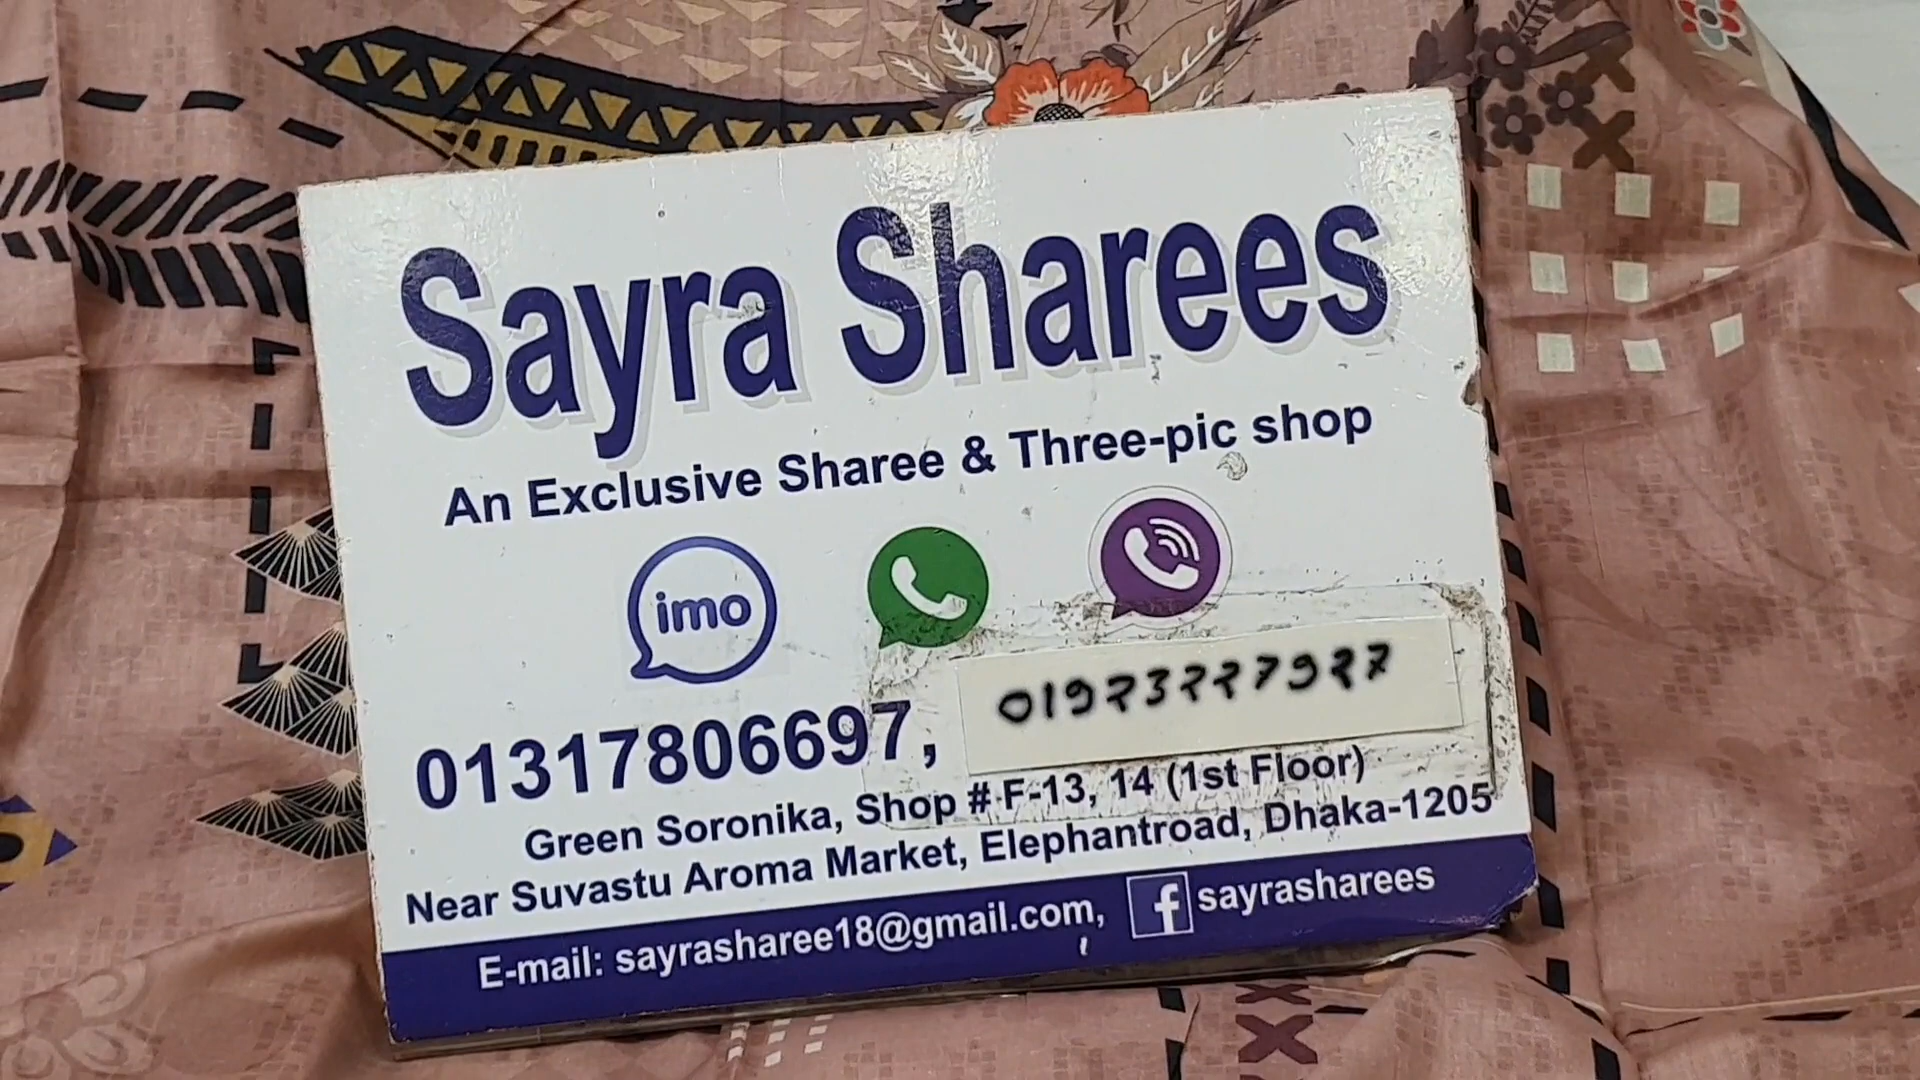 Sayra Sharees
An Exclusive Sharee & Three-pic shop
imo
01317806697,
Green Soronika, Shop # F-13, 14 (1st Floor)
Near Suvastu Aroma Market, Elephantroad, Dhaka-1205
E-mail: sayrasharee18@gmail.com, f sayrasharees